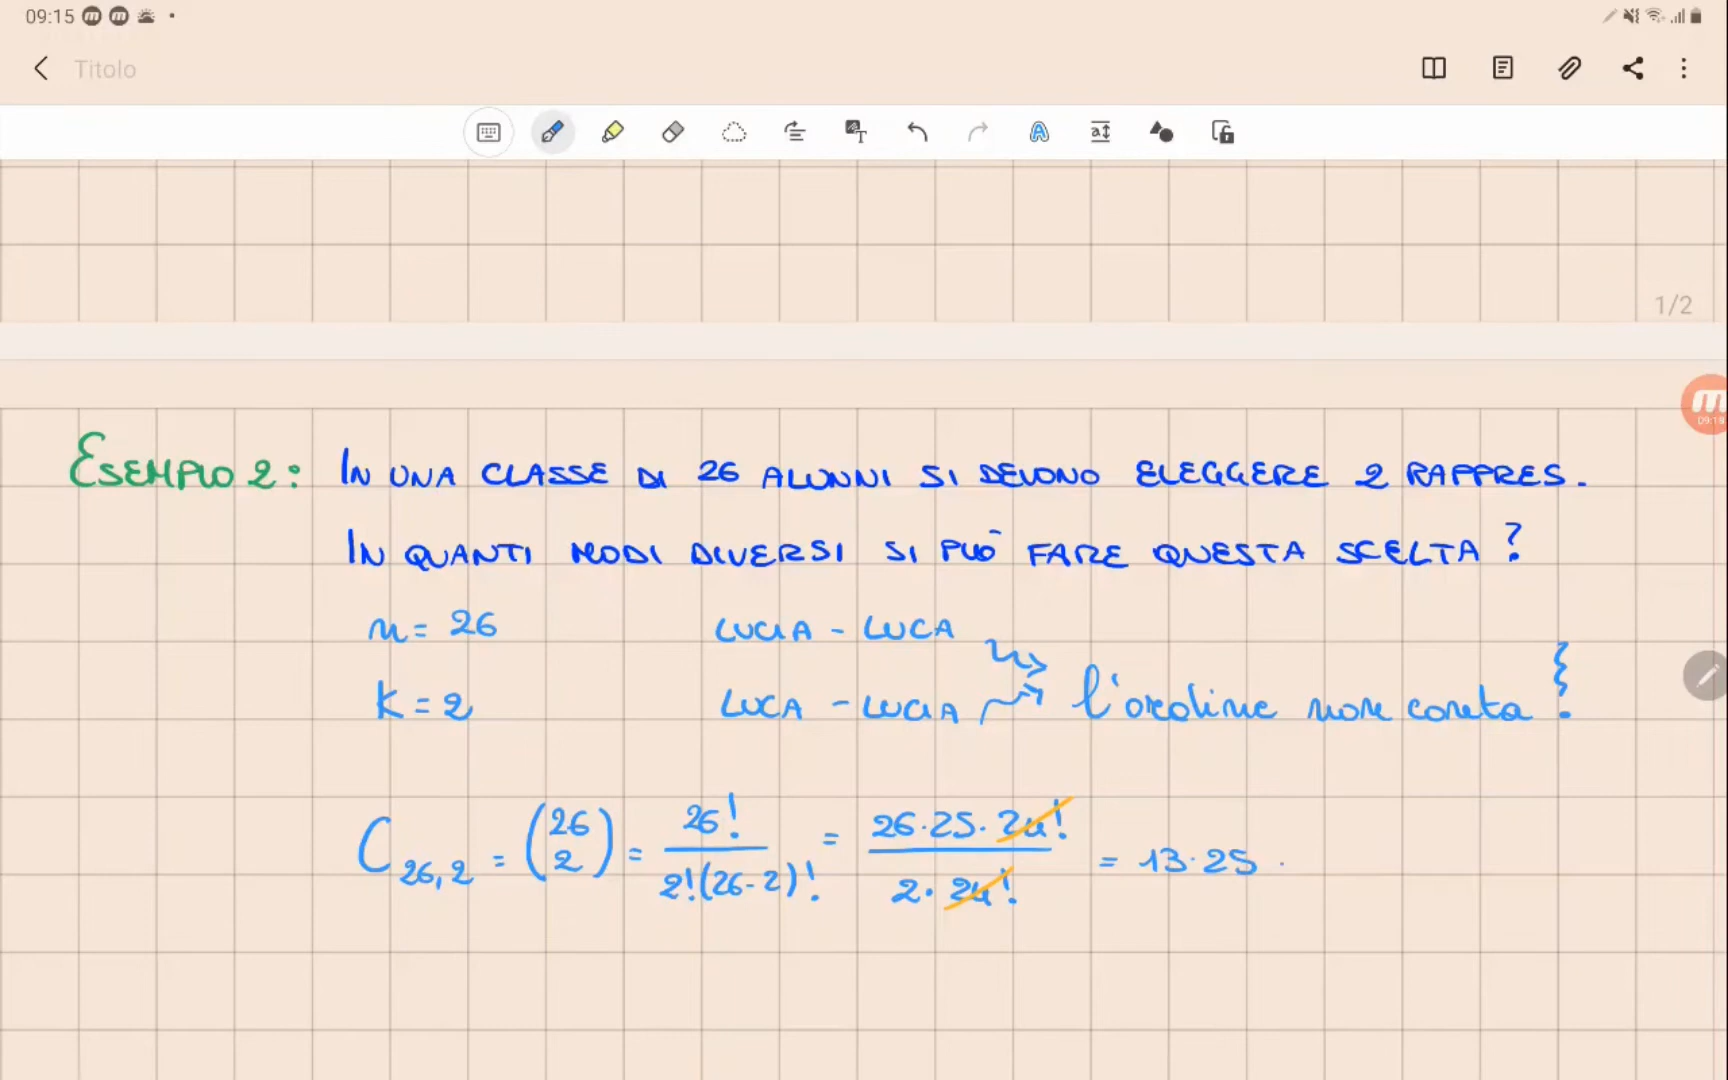 09:15
Titolo
1/2
09:18
ESEMPIO 2: IN UNA CLASSE DI 26 ALUNNI SI DEVONO ELEGGERE 2 RAPPRES.
IN QUANTI MODI DIVERSI SI PUÒ FARE QUESTA SCELTA?
n = 26 LUCIA - LUCA
K = 2 LUCA - LUCIA l'ordine non conta!
C₂₆,₂ = (26 2) = 26! / 2!(26-2)! = 26·25·24! / 2·24! = 13·25